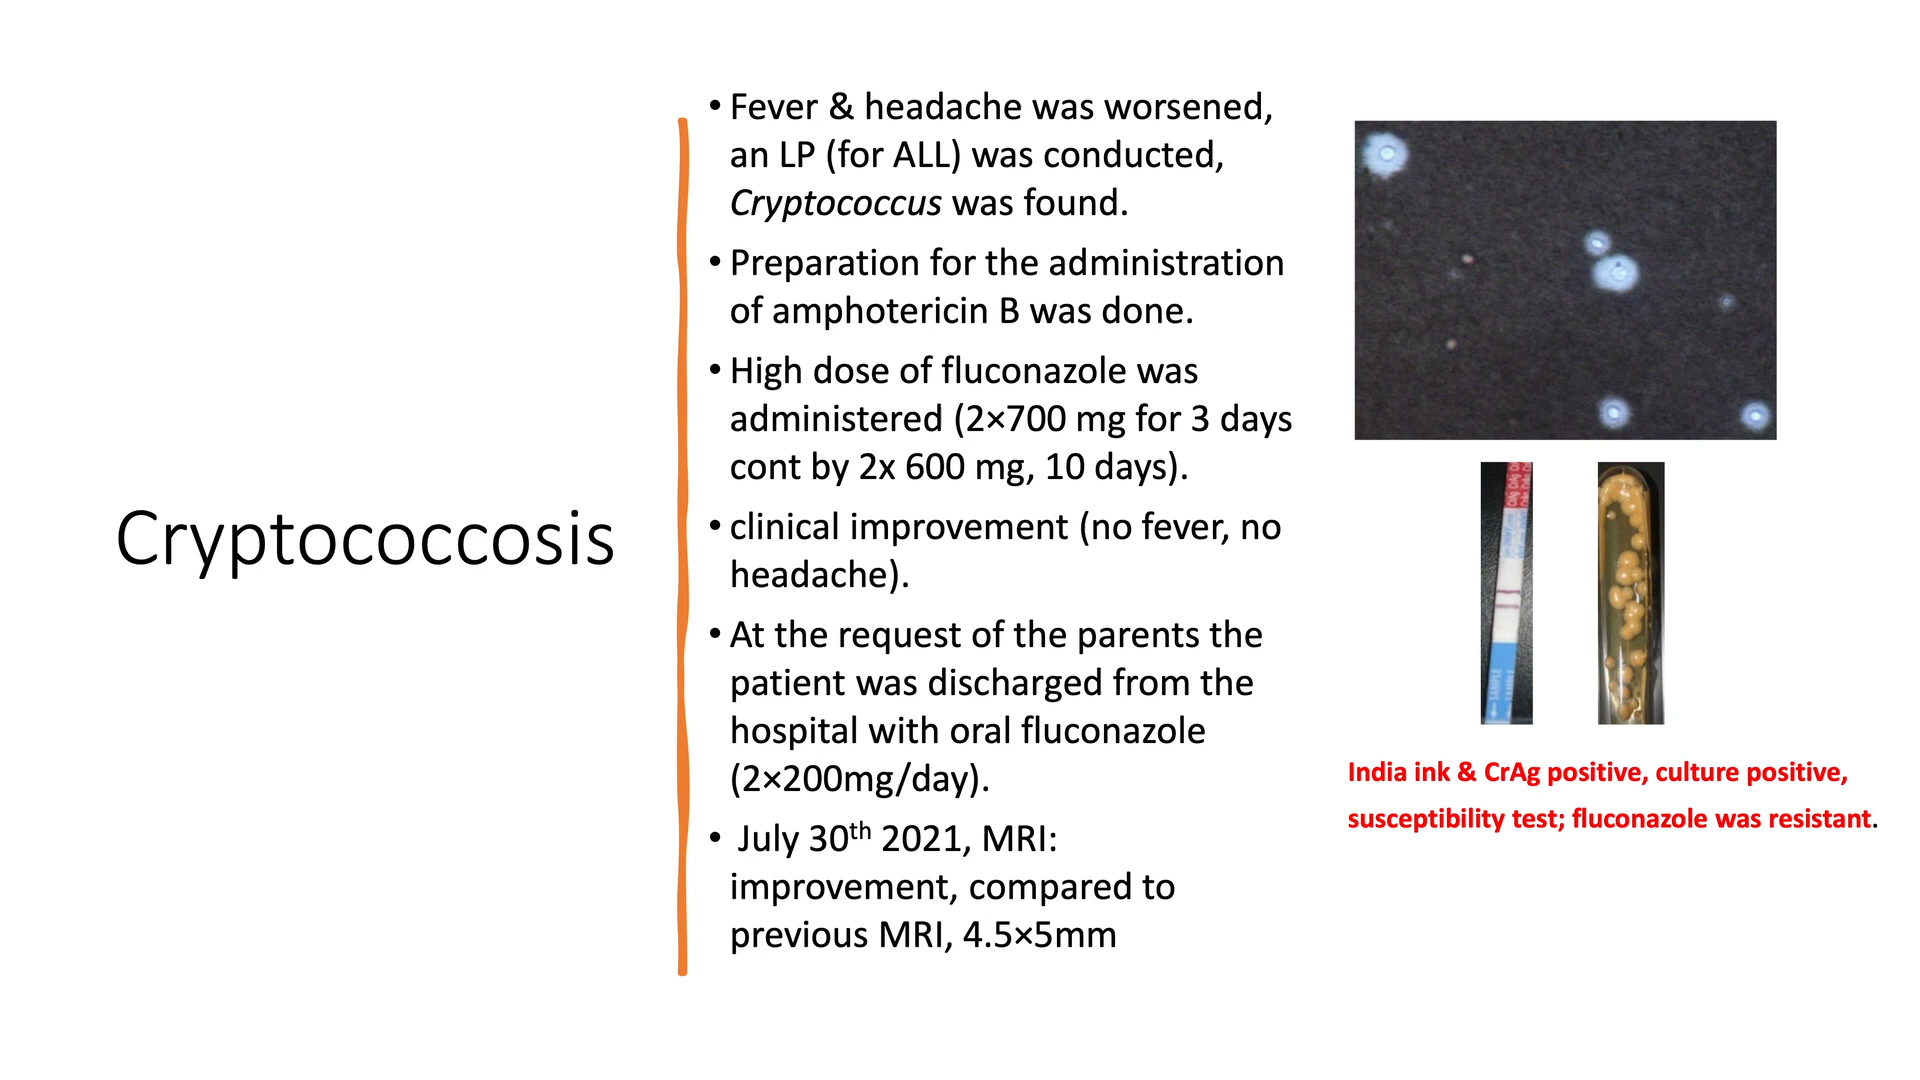 Cryptococcosis
• Fever & headache was worsened,
an LP (for ALL) was conducted,
Cryptococcus was found.
• Preparation for the administration
of amphotericin B was done.
• High dose of fluconazole was
administered (2×700 mg for 3 days
cont by 2x 600 mg, 10 days).
• clinical improvement (no fever, no
headache).
• At the request of the parents the
patient was discharged from the
hospital with oral fluconazole
(2×200mg/day).
• July 30th 2021, MRI:
improvement, compared to
previous MRI, 4.5×5mm
CrAg CrAg
SAMPLE
India ink & CrAg positive, culture positive,
susceptibility test; fluconazole was resistant.